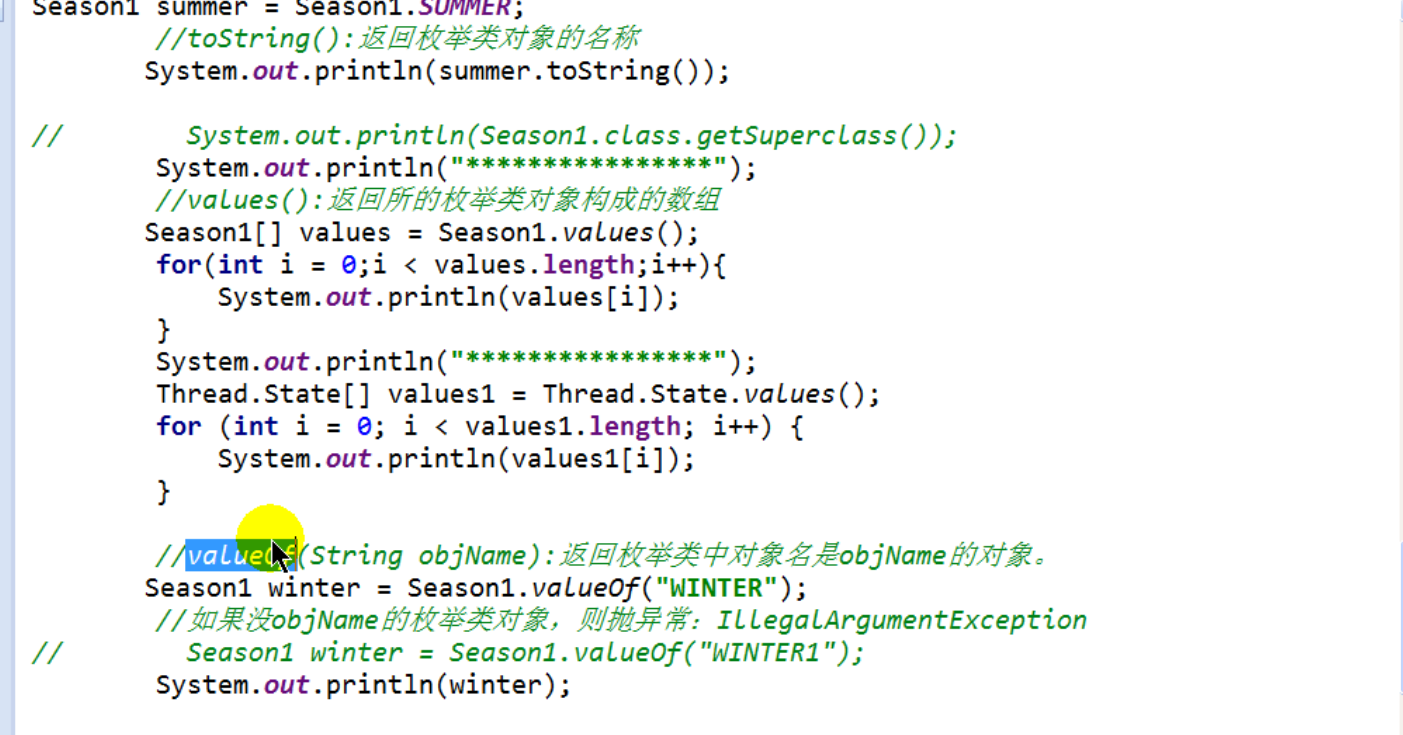 Season1 summer = Season1.SUMMER;
//toString():返回枚举类对象的名称
System.out.println(summer.toString());
// System.out.println(Season1.class.getSuperclass());
System.out.println("****************");
//values():返回所的枚举类对象构成的数组
Season1[] values = Season1.values();
for(int i = 0;i < values.length;i++){
System.out.println(values[i]);
}
System.out.println("****************");
Thread.State[] values1 = Thread.State.values();
for (int i = 0; i < values1.length; i++) {
System.out.println(values1[i]);
}
//valueOf(String objName):返回枚举类中对象名是objName的对象。
Season1 winter = Season1.valueOf("WINTER");
//如果没objName的枚举类对象，则抛异常：IllegalArgumentException
// Season1 winter = Season1.valueOf("WINTER1");
System.out.println(winter);